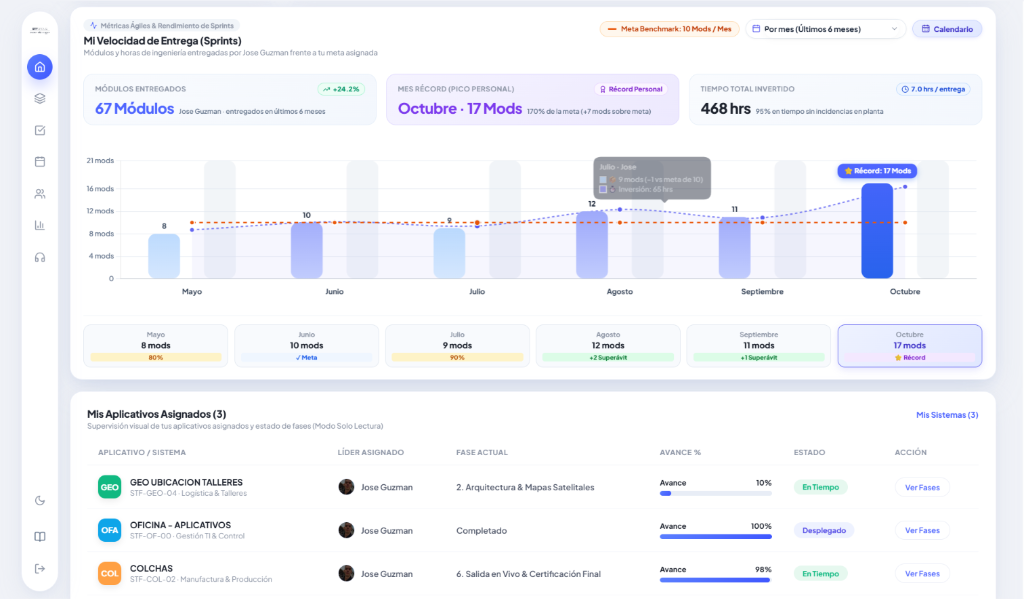 Métricas Ágiles & Rendimiento de Sprints
Mi Velocidad de Entrega (Sprints)
Módulos y horas de ingeniería entregadas por Jose Guzman frente a tu meta asignada
Meta Benchmark: 10 Mods / Mes
Por mes (Últimos 6 meses)
Calendario
MÓDULOS ENTREGADOS
+24.2%
67 Módulos
Jose Guzman · entregados en últimos 6 meses
MES RÉCORD (PICO PERSONAL)
Récord Personal
Octubre · 17 Mods
170% de la meta (+7 mods sobre meta)
TIEMPO TOTAL INVERTIDO
7.0 hrs / entrega
468 hrs
95% en tiempo sin incidencias en planta
21 mods
16 mods
12 mods
8 mods
4 mods
0
8
10
9
12
11
Julio - Jose
9 mods (-1 vs meta de 10)
Inversión: 65 hrs
Récord: 17 Mods
Mayo
Junio
Julio
Agosto
Septiembre
Octubre
Mayo
8 mods
80%
Junio
10 mods
✓ Meta
Julio
9 mods
90%
Agosto
12 mods
+2 Superávit
Septiembre
11 mods
+1 Superávit
Octubre
17 mods
Récord
Mis Aplicativos Asignados (3)
Supervisión visual de tus aplicativos asignados y estado de fases (Modo Solo Lectura)
Mis Sistemas (3)
APLICATIVO / SISTEMA
LÍDER ASIGNADO
FASE ACTUAL
AVANCE %
ESTADO
ACCIÓN
GEO
GEO UBICACION TALLERES
STF-GEO-04 · Logística & Talleres
Jose Guzman
2. Arquitectura & Mapas Satelitales
Avance
10%
En Tiempo
Ver Fases
OFA
OFICINA - APLICATIVOS
STF-OF-00 · Gestión TI & Control
Jose Guzman
Completado
Avance
100%
Desplegado
Ver Fases
COL
COLCHAS
STF-COL-02 · Manufactura & Producción
Jose Guzman
6. Salida en Vivo & Certificación Final
Avance
98%
En Tiempo
Ver Fases